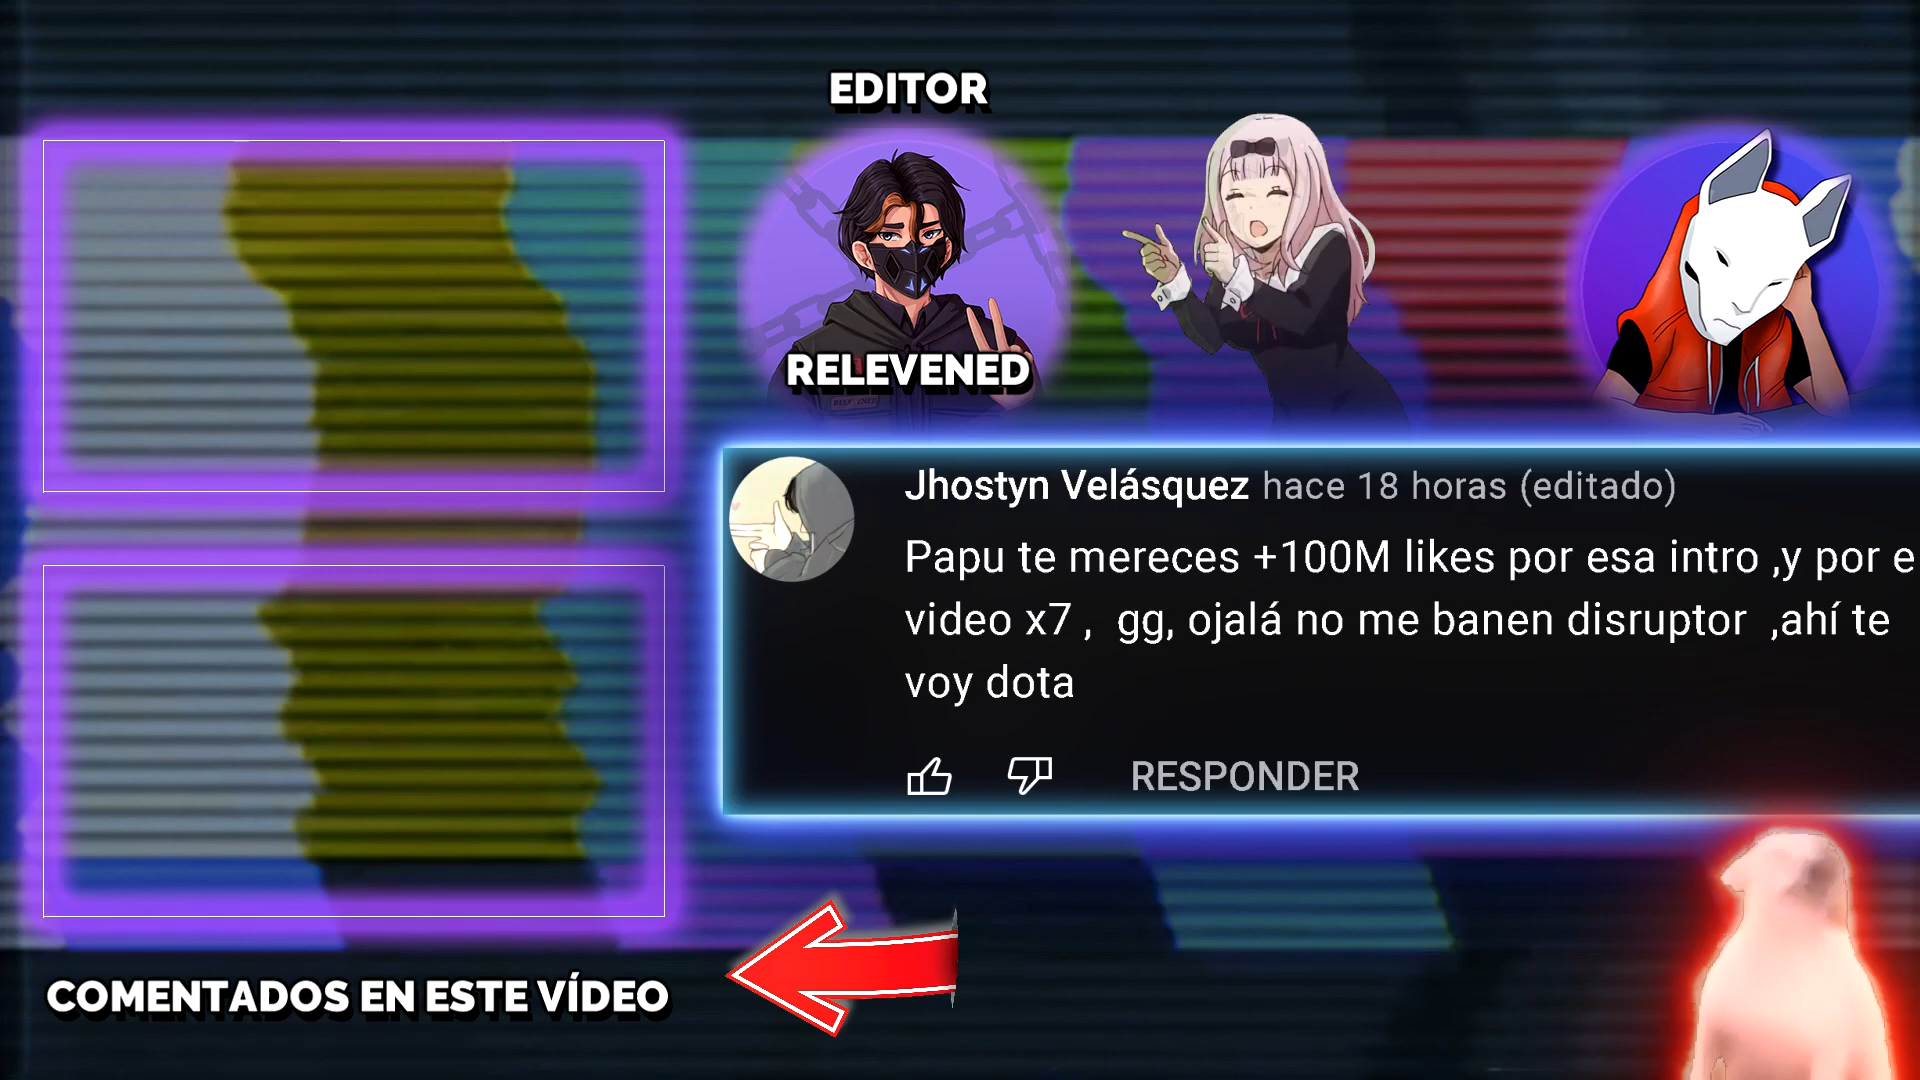 EDITOR
RELEVENED
Jhostyn Velásquez hace 18 horas (editado)
Papu te mereces +100M likes por esa intro ,y por e
video x7 , gg, ojalá no me banen disruptor ,ahí te
voy dota
RESPONDER
COMENTADOS EN ESTE VÍDEO